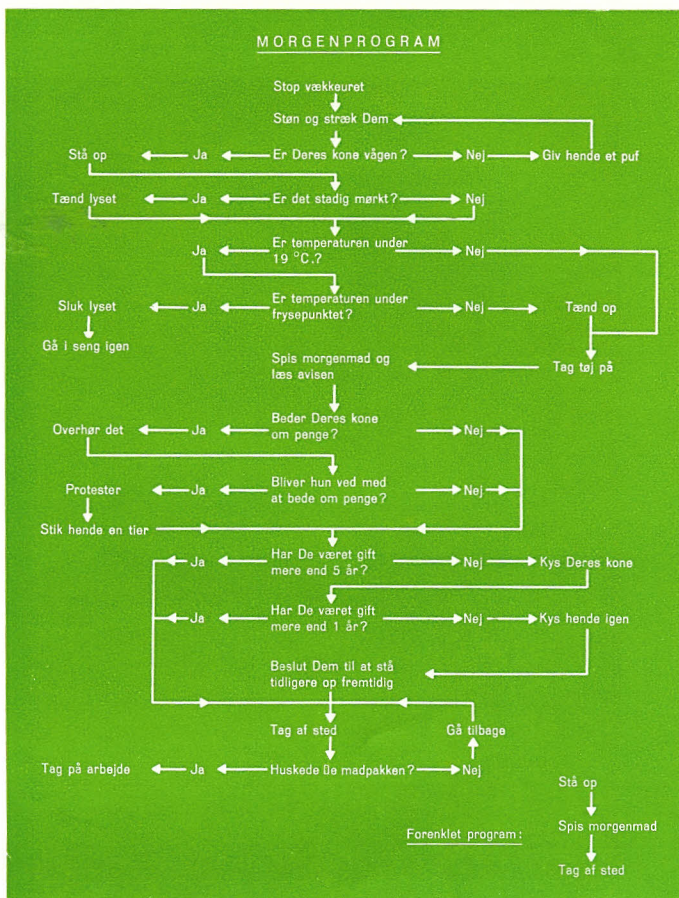 MORGENPROGRAM
Stop vækkeuret
Støn og stræk Dem
Stå op Ja Er Deres kone vågen? Nej Giv hende et puf
Tænd lyset Ja Er det stadig mørkt? Nej
Ja Er temperaturen under Nej
19 °C.?
Sluk lyset Ja Er temperaturen under Nej Tænd op
frysepunktet?
Gå i seng igen
Spis morgenmad og
læs avisen Tag tøj på
Overhør det Ja Beder Deres kone Nej
om penge?
Protester Ja Bliver hun ved med Nej
at bede om penge?
Stik hende en tier
Ja Har De været gift Nej Kys Deres kone
mere end 5 år?
Ja Har De været gift Nej Kys hende igen
mere end 1 år?
Beslut Dem til at stå
tidligere op fremtidig
Tag af sted Gå tilbage
Tag på arbejde Ja Huskede De madpakken? Nej
Forenklet program:
Stå op
Spis morgenmad
Tag af sted